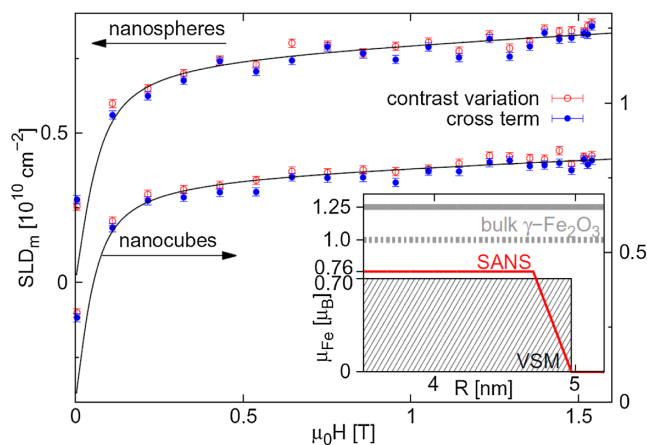 nanospheres
contrast variation
cross term
nanocubes
SLDₘ [10¹⁰ cm⁻²]
0.5
0
1
0.5
0
1.25
1.0
0.76
0.70
0
μFe [μB]
bulk γ−Fe₂O₃
SANS
VSM
4
R [nm]
5
0
0.5
1
1.5
μ₀H [T]